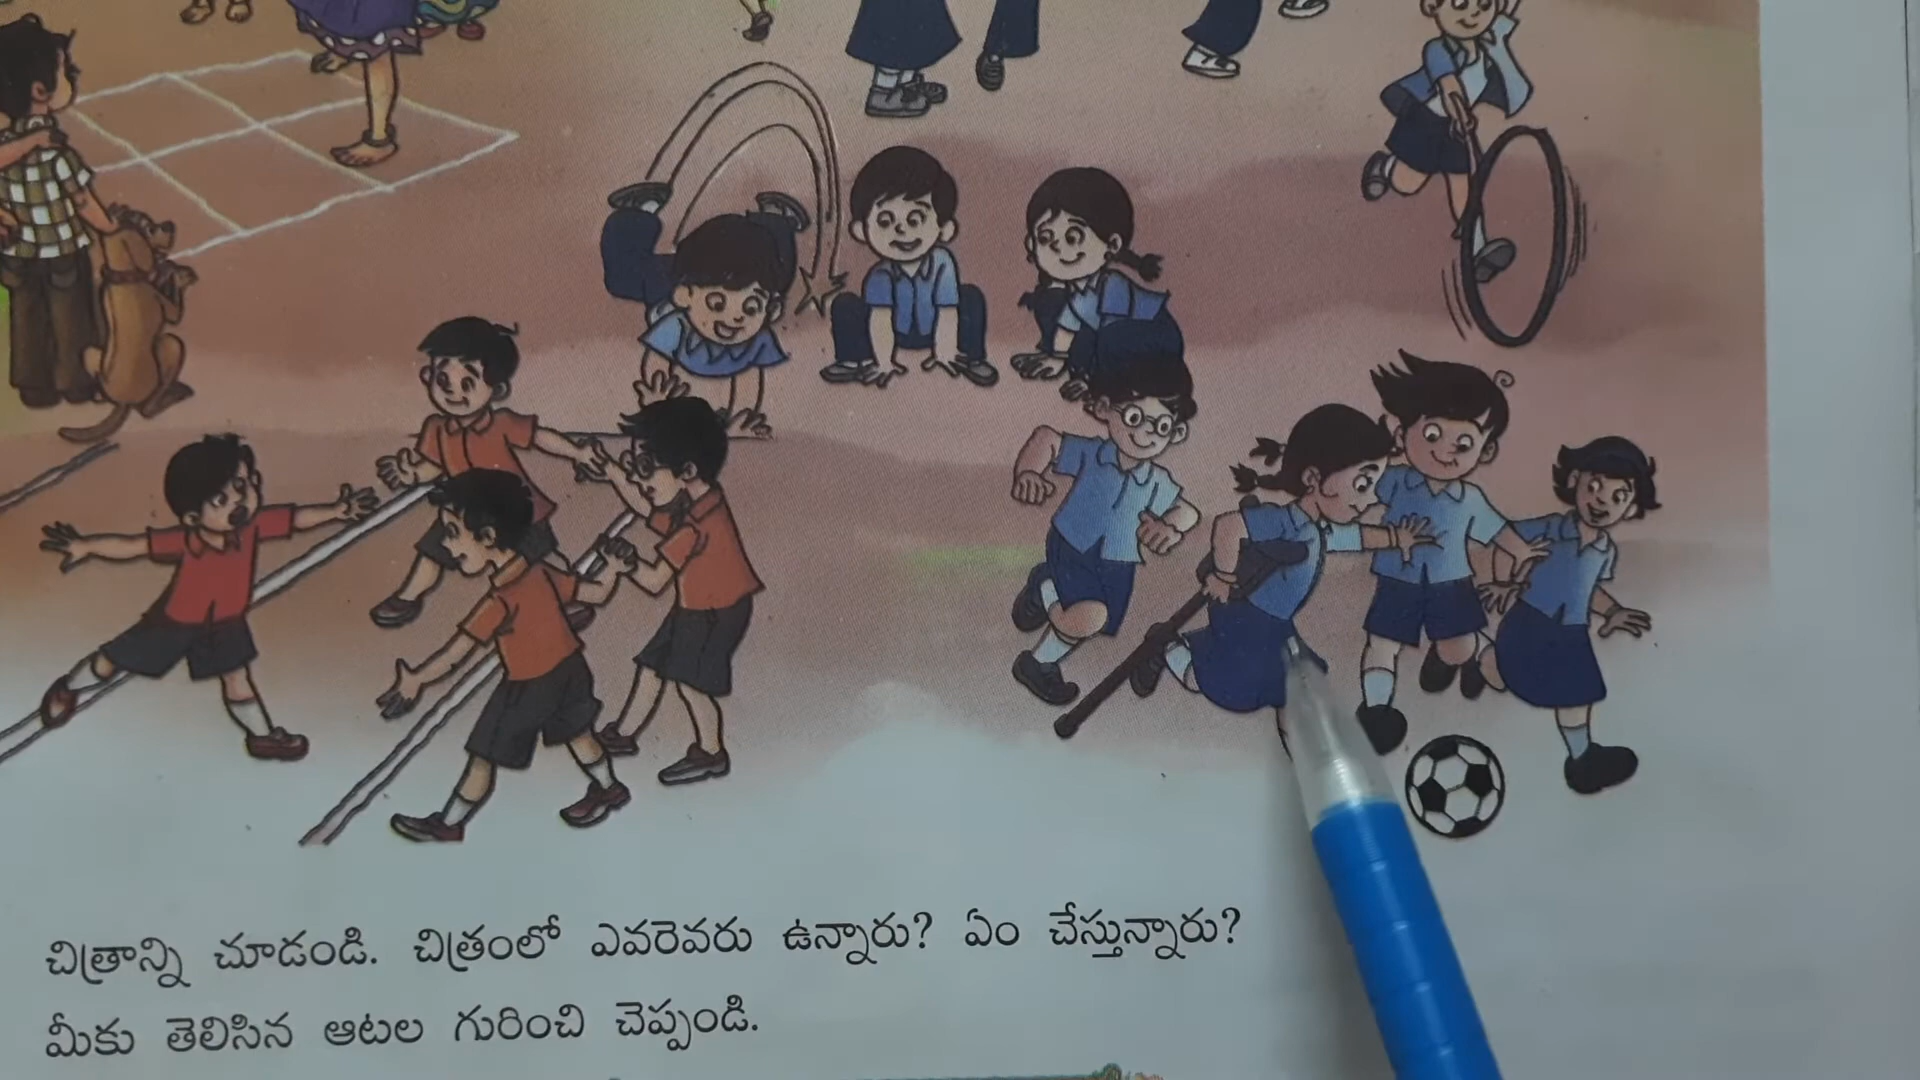 చిత్రాన్ని చూడండి. చిత్రంలో ఎవరెవరు ఉన్నారు? ఏం చేస్తున్నారు?
మీకు తెలిసిన ఆటల గురించి చెప్పండి.